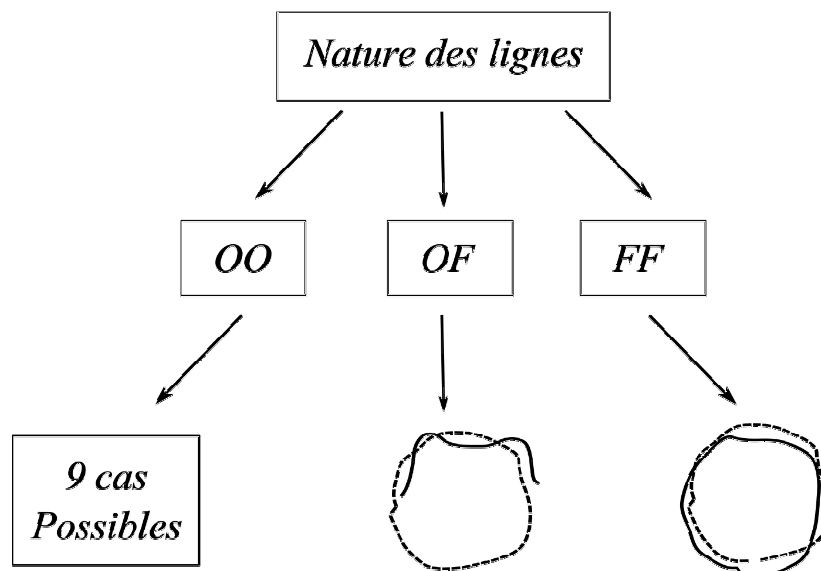 Nature des lignes
OO
OF
FF
9 cas
Possibles